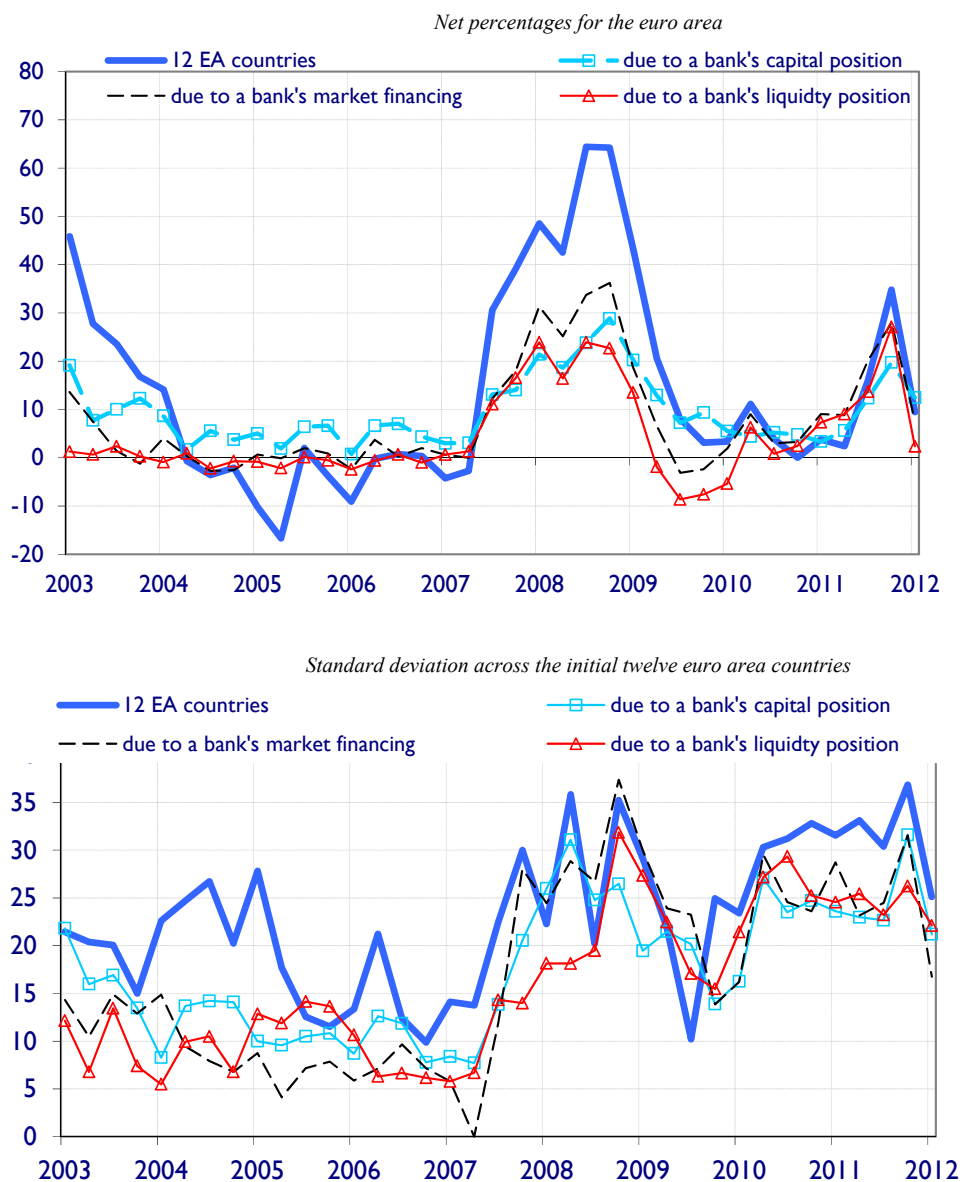 Net percentages for the euro area
12 EA countries due to a bank's capital position
due to a bank's market financing due to a bank's liquidty position
80
70
60
50
40
30
20
10
0
-10
-20
2003 2004 2005 2006 2007 2008 2009 2010 2011 2012
Standard deviation across the initial twelve euro area countries
12 EA countries due to a bank's capital position
due to a bank's market financing due to a bank's liquidty position
35
30
25
20
15
10
5
0
2003 2004 2005 2006 2007 2008 2009 2010 2011 2012